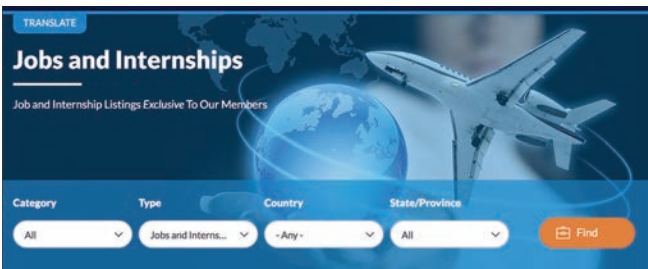 TRANSLATE
Jobs and Internships
Job and Internship Listings Exclusive To Our Members
Category Type Country State/Province
All Jobs and Interns... - Any - All Find